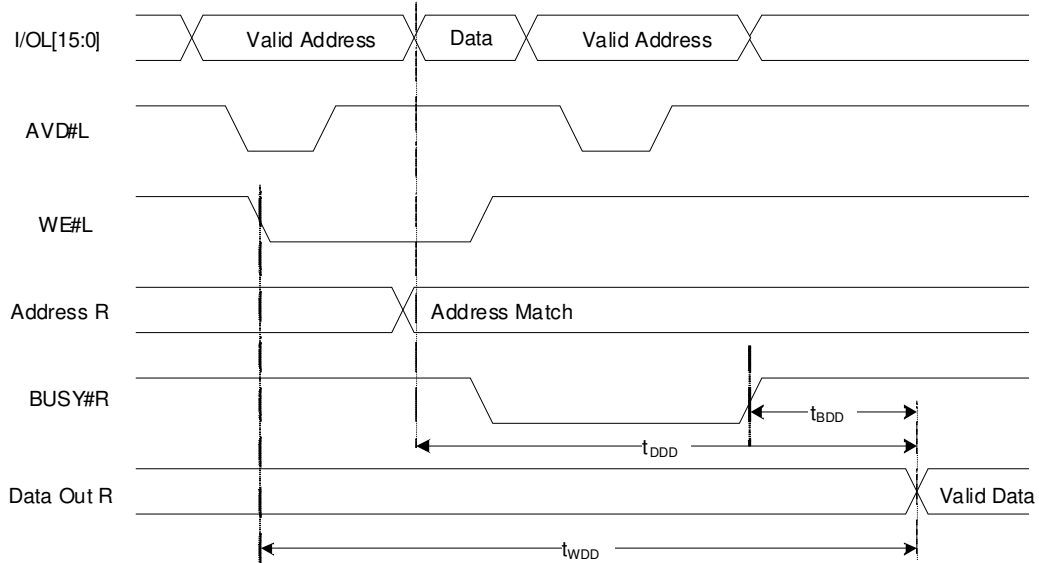 I/OL[15:0] Valid Address Data Valid Address
AVD#L
WE#L
Address R Address Match
BUSY#R
tBDD
tDDD
Data Out R Valid Data
tWDD